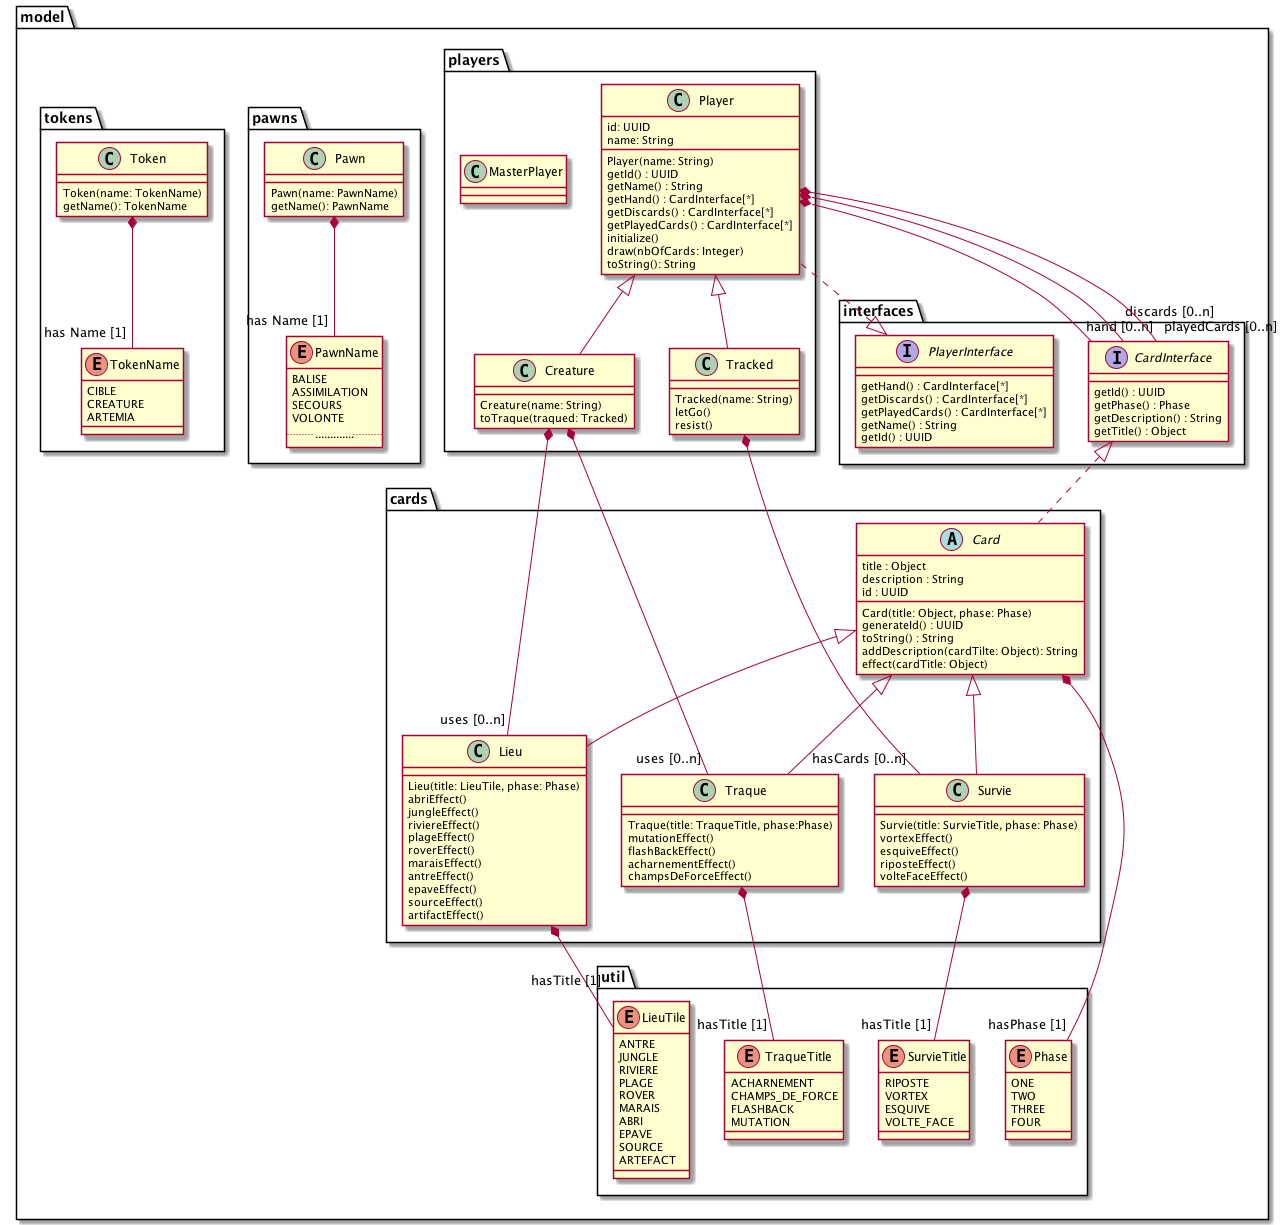 model
players
C Player
id: UUID
name: String
Player(name: String)
getId() : UUID
getName() : String
getHand() : CardInterface[*]
getDiscards() : CardInterface[*]
getPlayedCards() : CardInterface[*]
initialize()
draw(nbOfCards: Integer)
toString(): String
C MasterPlayer
tokens
C Token
Token(name: TokenName)
getName(): TokenName
has Name [1]
E TokenName
CIBLE
CREATURE
ARTEMIA
pawns
C Pawn
Pawn(name: PawnName)
getName(): PawnName
has Name [1]
E PawnName
BALISE
ASSIMILATION
SECOURS
VOLONTE
.............
C Creature
Creature(name: String)
toTraque(traqued: Tracked)
C Tracked
Tracked(name: String)
letGo()
resist()
interfaces
discards [0..n]
hand [0..n]
playedCards [0..n]
I PlayerInterface
getHand() : CardInterface[*]
getDiscards() : CardInterface[*]
getPlayedCards() : CardInterface[*]
getName() : String
getId() : UUID
I CardInterface
getId() : UUID
getPhase() : Phase
getDescription() : String
getTitle() : Object
cards
A Card
title : Object
description : String
id : UUID
Card(title: Object, phase: Phase)
generateId() : UUID
toString() : String
addDescription(cardTilte: Object): String
effect(cardTitle: Object)
uses [0..n]
uses [0..n]
hasCards [0..n]
C Lieu
Lieu(title: LieuTile, phase: Phase)
abriEffect()
jungleEffect()
riviereEffect()
plageEffect()
roverEffect()
maraisEffect()
antreEffect()
epaveEffect()
sourceEffect()
artifactEffect()
C Traque
Traque(title: TraqueTitle, phase:Phase)
mutationEffect()
flashBackEffect()
acharnementEffect()
champsDeForceEffect()
C Survie
Survie(title: SurvieTitle, phase: Phase)
vortexEffect()
esquiveEffect()
riposteEffect()
volteFaceEffect()
util
hasTitle [1]
hasTitle [1]
hasTitle [1]
hasPhase [1]
E LieuTile
ANTRE
JUNGLE
RIVIERE
PLAGE
ROVER
MARAIS
ABRI
EPAVE
SOURCE
ARTEFACT
E TraqueTitle
ACHARNEMENT
CHAMPS_DE_FORCE
FLASHBACK
MUTATION
E SurvieTitle
RIPOSTE
VORTEX
ESQUIVE
VOLTE_FACE
E Phase
ONE
TWO
THREE
FOUR